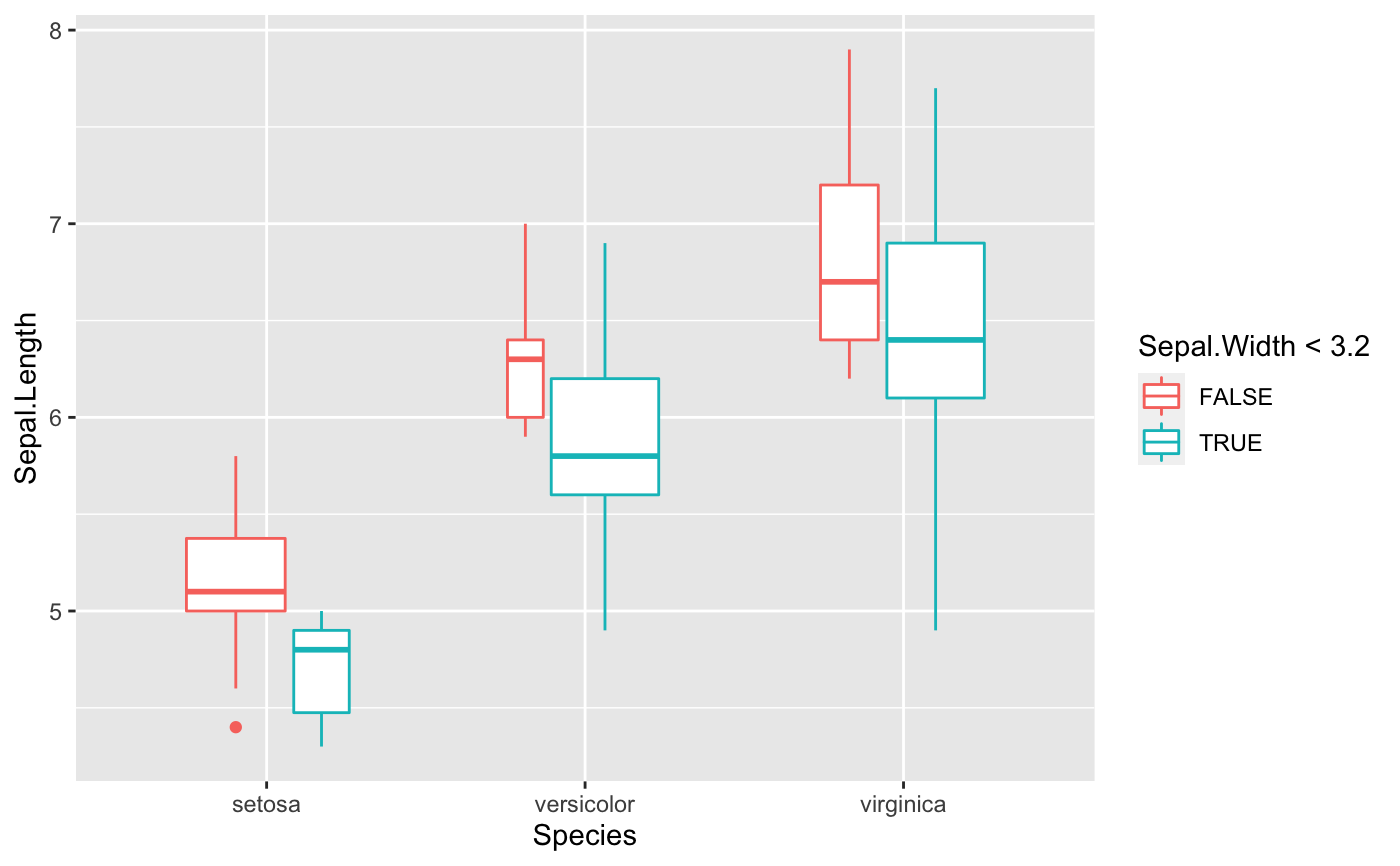 8
7
6
5
Sepal.Length
setosa versicolor virginica
Species
Sepal.Width < 3.2
FALSE
TRUE